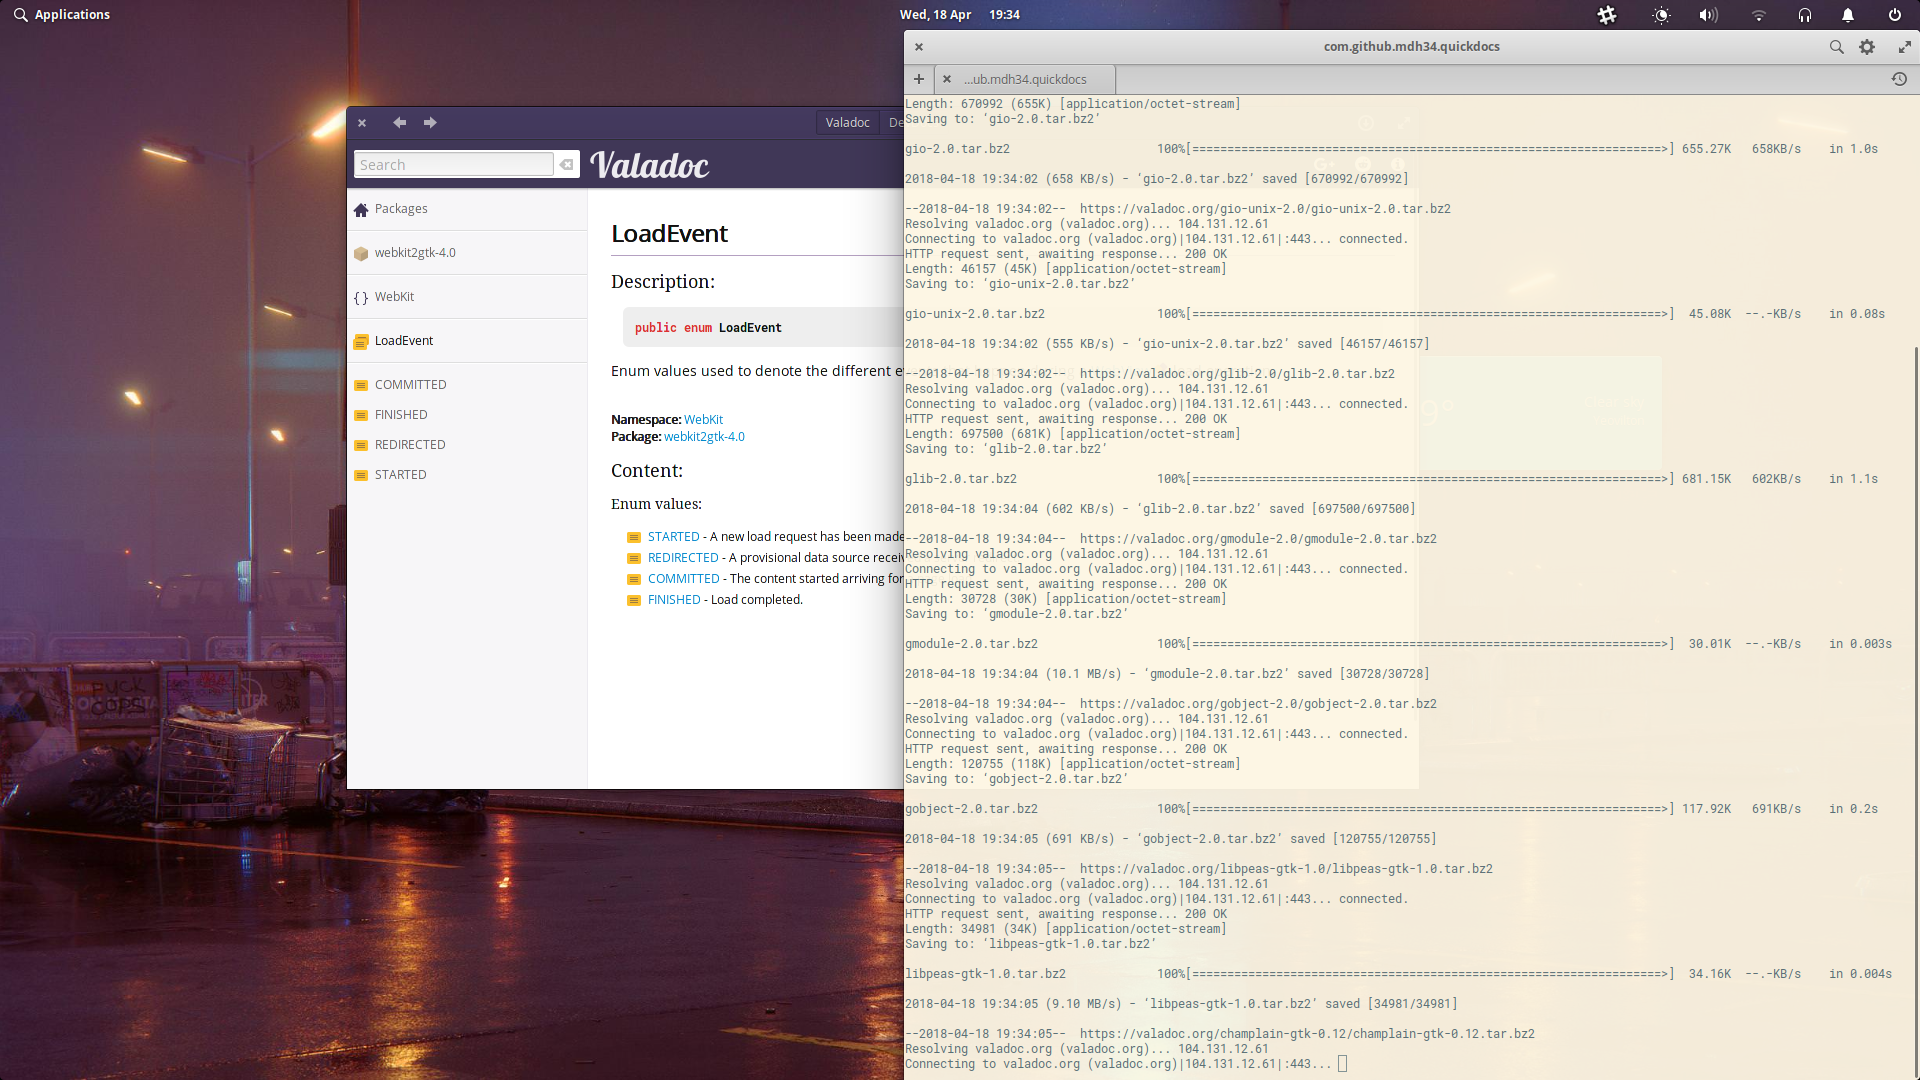 Applications
Wed, 18 Apr 19:34
com.github.mdh34.quickdocs
...ub.mdh34.quickdocs
Valadoc
De
Search
Valadoc
Packages
webkit2gtk-4.0
{} WebKit
LoadEvent
COMMITTED
FINISHED
REDIRECTED
STARTED
LoadEvent
Description:
public enum LoadEvent
Enum values used to denote the different e
Namespace: WebKit
Package: webkit2gtk-4.0
Content:
Enum values:
STARTED - A new load request has been made
REDIRECTED - A provisional data source recei
COMMITTED - The content started arriving for
FINISHED - Load completed.
Length: 670992 (655K) [application/octet-stream]
Saving to: ‘gio-2.0.tar.bz2’
gio-2.0.tar.bz2 100%[===================================================================>] 655.27K 658KB/s in 1.0s
2018-04-18 19:34:02 (658 KB/s) - ‘gio-2.0.tar.bz2’ saved [670992/670992]
--2018-04-18 19:34:02-- https://valadoc.org/gio-unix-2.0/gio-unix-2.0.tar.bz2
Resolving valadoc.org (valadoc.org)... 104.131.12.61
Connecting to valadoc.org (valadoc.org)|104.131.12.61|:443... connected.
HTTP request sent, awaiting response... 200 OK
Length: 46157 (45K) [application/octet-stream]
Saving to: ‘gio-unix-2.0.tar.bz2’
gio-unix-2.0.tar.bz2 100%[===================================================================>] 45.08K --.-KB/s in 0.08s
2018-04-18 19:34:02 (555 KB/s) - ‘gio-unix-2.0.tar.bz2’ saved [46157/46157]
--2018-04-18 19:34:02-- https://valadoc.org/glib-2.0/glib-2.0.tar.bz2
Resolving valadoc.org (valadoc.org)... 104.131.12.61
Connecting to valadoc.org (valadoc.org)|104.131.12.61|:443... connected.
HTTP request sent, awaiting response... 200 OK
Length: 697500 (681K) [application/octet-stream]
Saving to: ‘glib-2.0.tar.bz2’
glib-2.0.tar.bz2 100%[===================================================================>] 681.15K 602KB/s in 1.1s
2018-04-18 19:34:04 (602 KB/s) - ‘glib-2.0.tar.bz2’ saved [697500/697500]
--2018-04-18 19:34:04-- https://valadoc.org/gmodule-2.0/gmodule-2.0.tar.bz2
Resolving valadoc.org (valadoc.org)... 104.131.12.61
Connecting to valadoc.org (valadoc.org)|104.131.12.61|:443... connected.
HTTP request sent, awaiting response... 200 OK
Length: 30728 (30K) [application/octet-stream]
Saving to: ‘gmodule-2.0.tar.bz2’
gmodule-2.0.tar.bz2 100%[===================================================================>] 30.01K --.-KB/s in 0.003s
2018-04-18 19:34:04 (10.1 MB/s) - ‘gmodule-2.0.tar.bz2’ saved [30728/30728]
--2018-04-18 19:34:04-- https://valadoc.org/gobject-2.0/gobject-2.0.tar.bz2
Resolving valadoc.org (valadoc.org)... 104.131.12.61
Connecting to valadoc.org (valadoc.org)|104.131.12.61|:443... connected.
HTTP request sent, awaiting response... 200 OK
Length: 120755 (118K) [application/octet-stream]
Saving to: ‘gobject-2.0.tar.bz2’
gobject-2.0.tar.bz2 100%[===================================================================>] 117.92K 691KB/s in 0.2s
2018-04-18 19:34:05 (691 KB/s) - ‘gobject-2.0.tar.bz2’ saved [120755/120755]
--2018-04-18 19:34:05-- https://valadoc.org/libpeas-gtk-1.0/libpeas-gtk-1.0.tar.bz2
Resolving valadoc.org (valadoc.org)... 104.131.12.61
Connecting to valadoc.org (valadoc.org)|104.131.12.61|:443... connected.
HTTP request sent, awaiting response... 200 OK
Length: 34981 (34K) [application/octet-stream]
Saving to: ‘libpeas-gtk-1.0.tar.bz2’
libpeas-gtk-1.0.tar.bz2 100%[===================================================================>] 34.16K --.-KB/s in 0.004s
2018-04-18 19:34:05 (9.10 MB/s) - ‘libpeas-gtk-1.0.tar.bz2’ saved [34981/34981]
--2018-04-18 19:34:05-- https://valadoc.org/champlain-gtk-0.12/champlain-gtk-0.12.tar.bz2
Resolving valadoc.org (valadoc.org)... 104.131.12.61
Connecting to valadoc.org (valadoc.org)|104.131.12.61|:443...